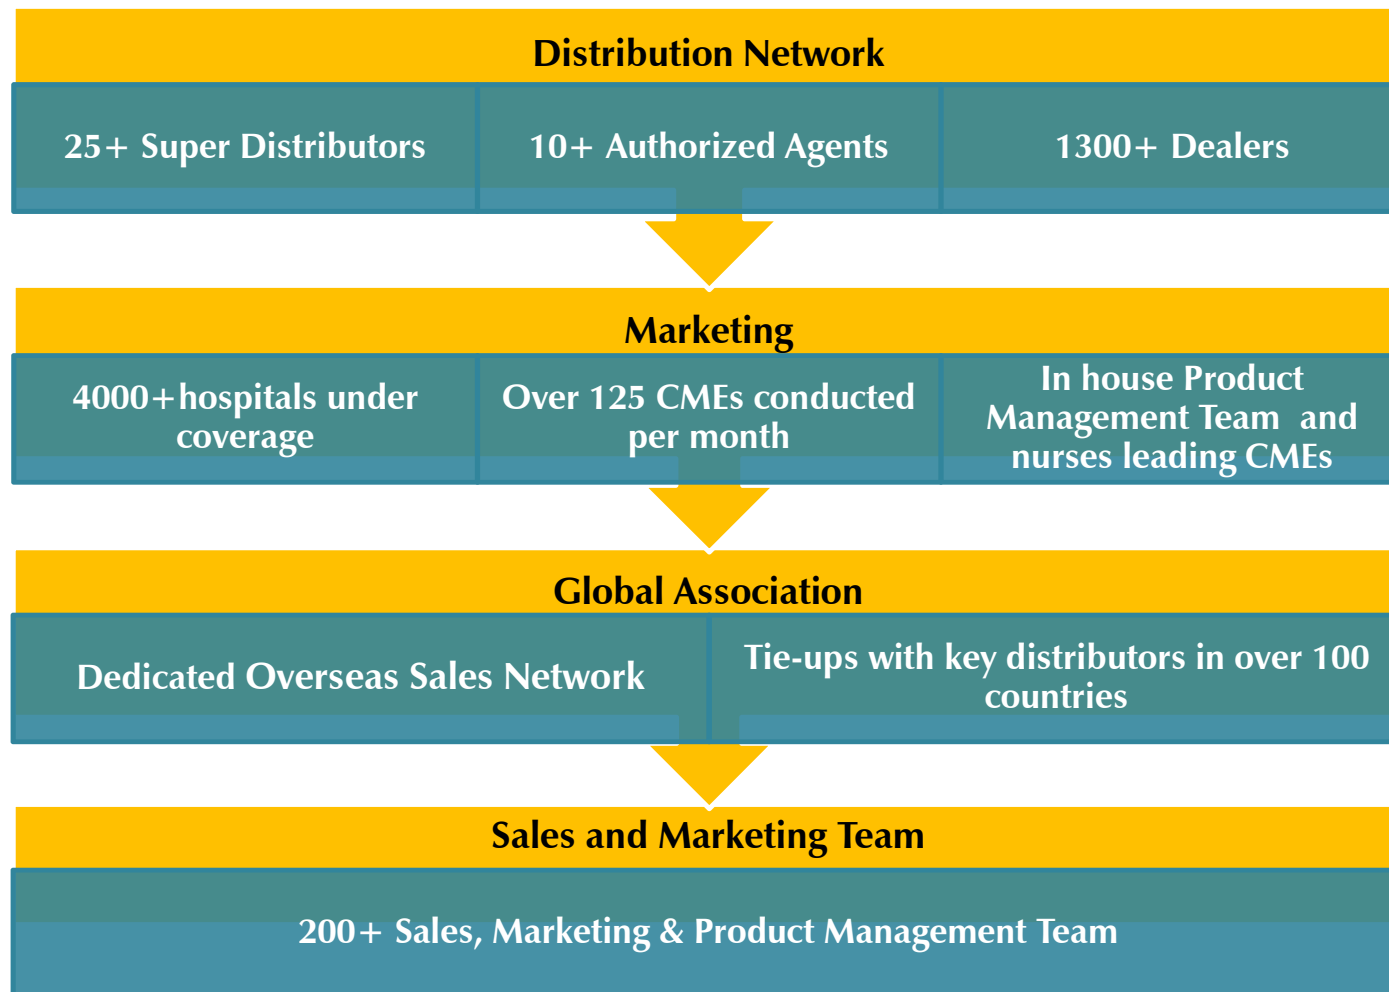 Distribution Network
25+ Super Distributors
10+ Authorized Agents
1300+ Dealers
Marketing
4000+hospitals under
coverage
Over 125 CMEs conducted
per month
In house Product
Management Team  and
nurses leading CMEs
Global Association
Dedicated Overseas Sales Network
Tie-ups with key distributors in over 100
countries
Sales and Marketing Team
200+ Sales, Marketing & Product Management Team